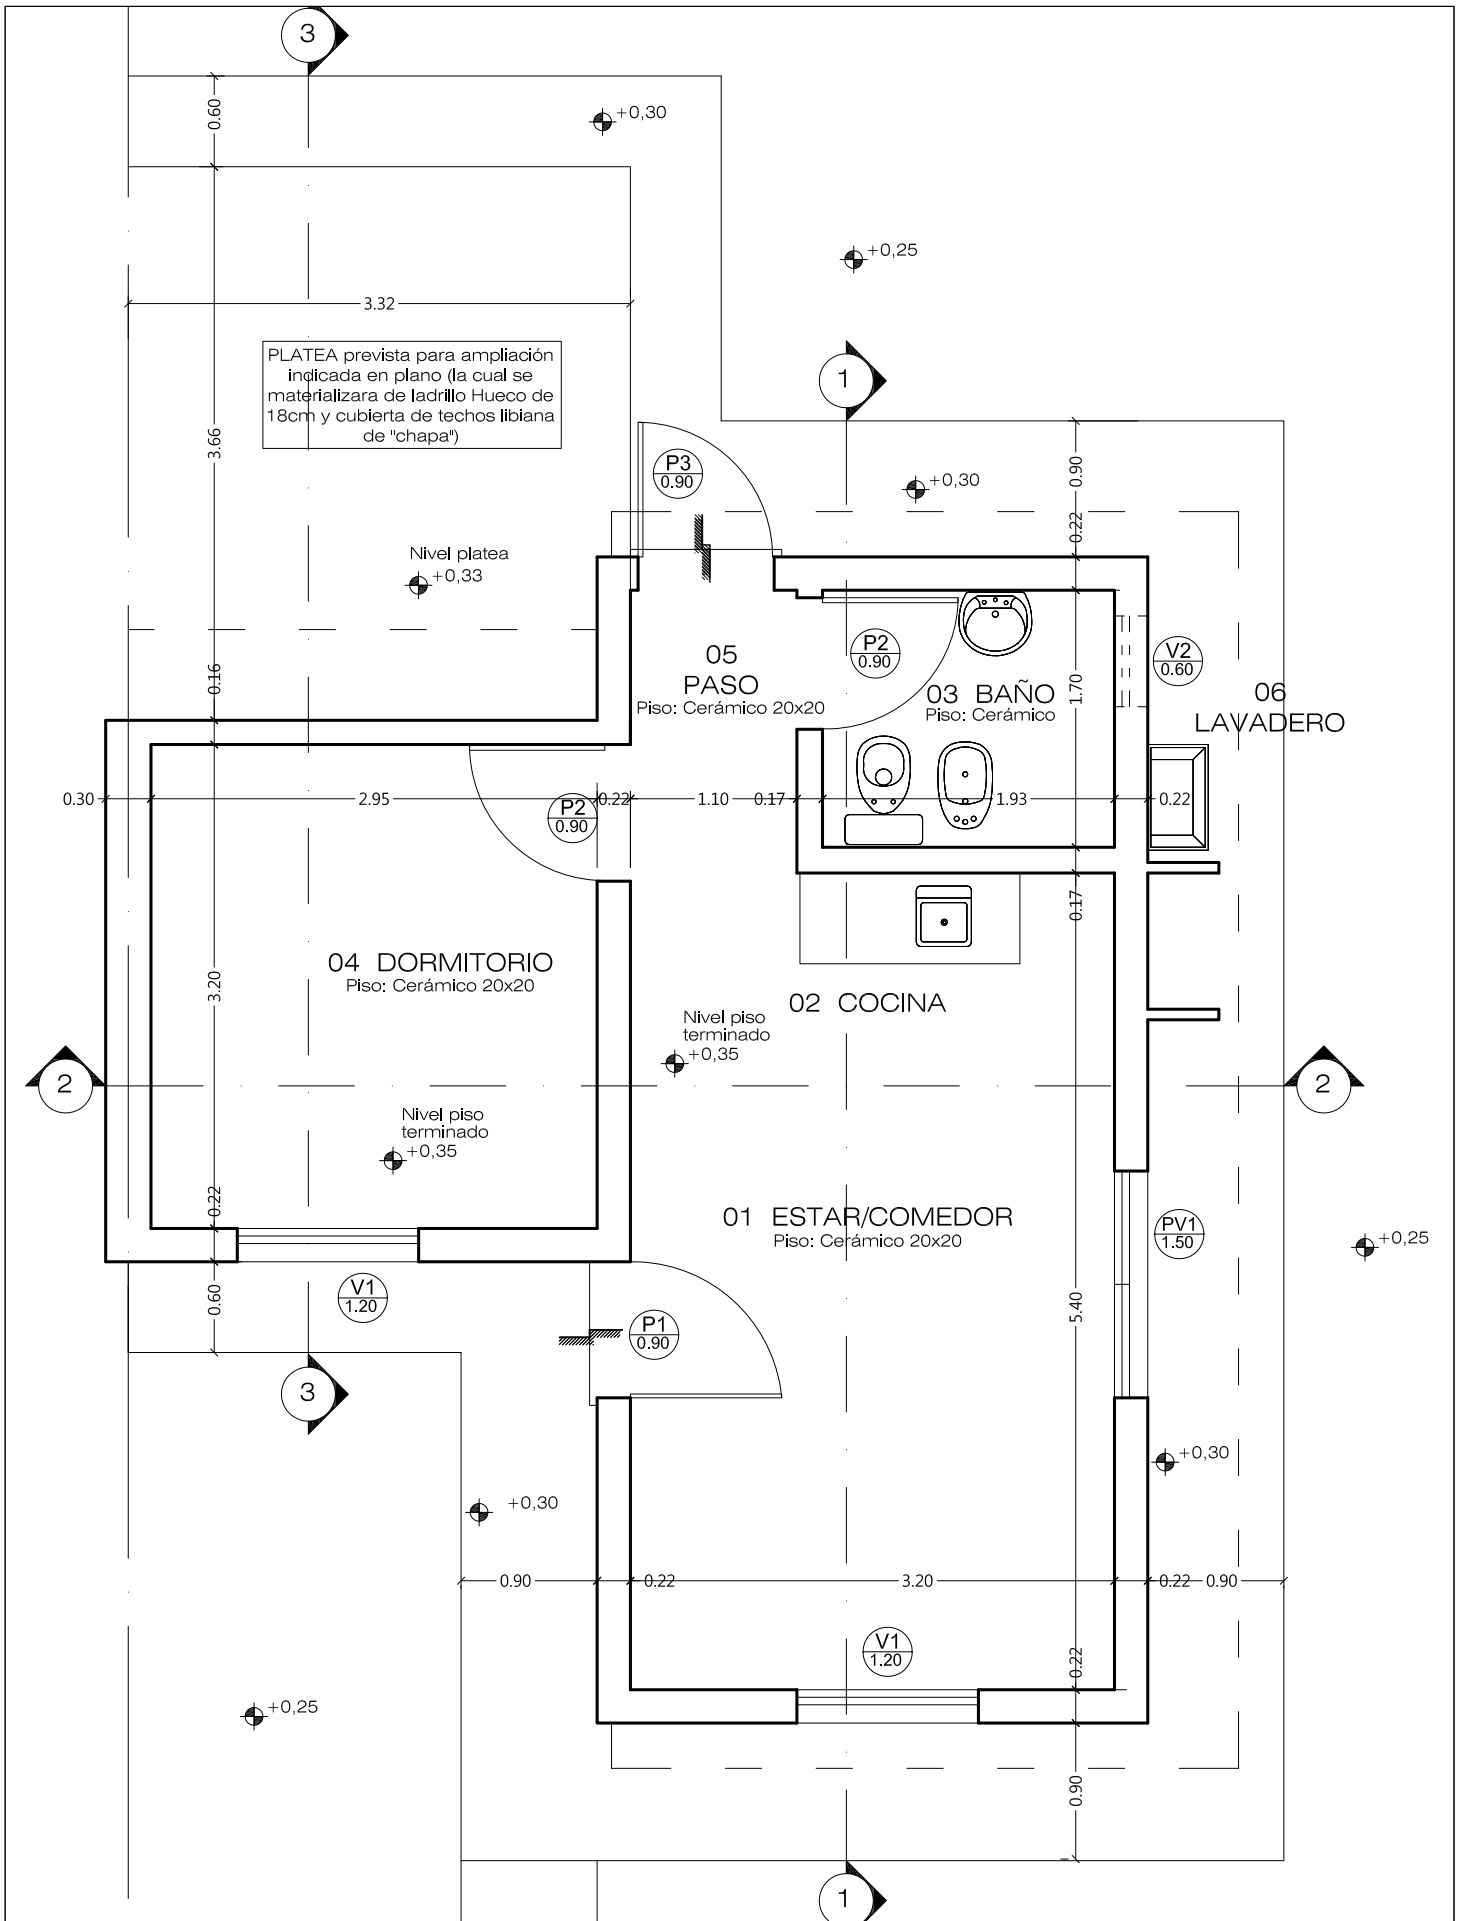 3
0.60
+0,30
+0,25
3.32
PLATEA prevista para ampliación
indicada en plano (la cual se
materializara de ladrillo Hueco de
18cm y cubierta de techos libiana
de "chapa")
1
3.66
P3
0.90
0.90
+0,30
0.22
Nivel platea
+0,33
05
PASO
Piso: Cerámico 20x20
P2
0.90
03 BAÑO
Piso: Cerámico
1.70
V2
0.60
06
LAVADERO
0.16
0.30
2.95
0.22
1.10
0.17
1.93
0.22
P2
0.90
0.17
04 DORMITORIO
Piso: Cerámico 20x20
3.20
02 COCINA
Nivel piso
terminado
+0,35
2
2
Nivel piso
terminado
+0,35
0.22
01 ESTAR/COMEDOR
Piso: Cerámico 20x20
PV1
1.50
+0,25
0.60
V1
1.20
P1
0.90
5.40
3
+0,30
+0,30
0.90
0.22
3.20
0.22
0.90
V1
1.20
0.22
+0,25
0.90
1